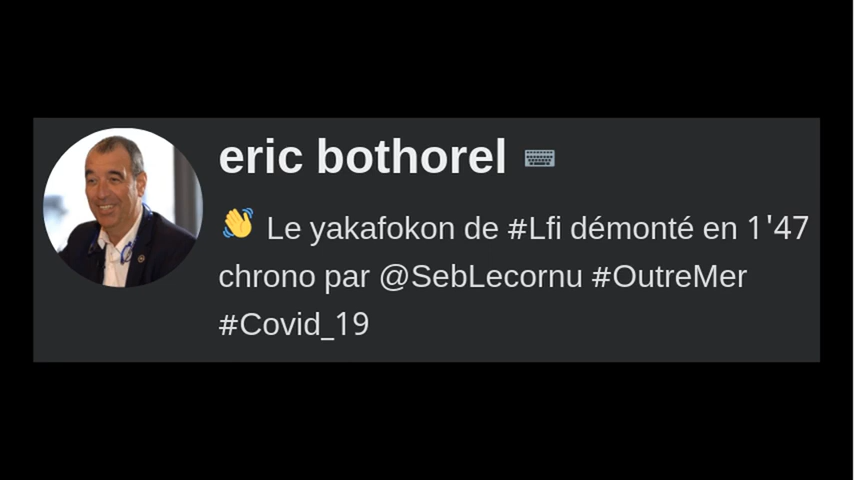 eric bothorel ⌨️
👋 Le yakafokon de #Lfi démonté en 1'47
chrono par @SebLecornu #OutreMer
#Covid_19